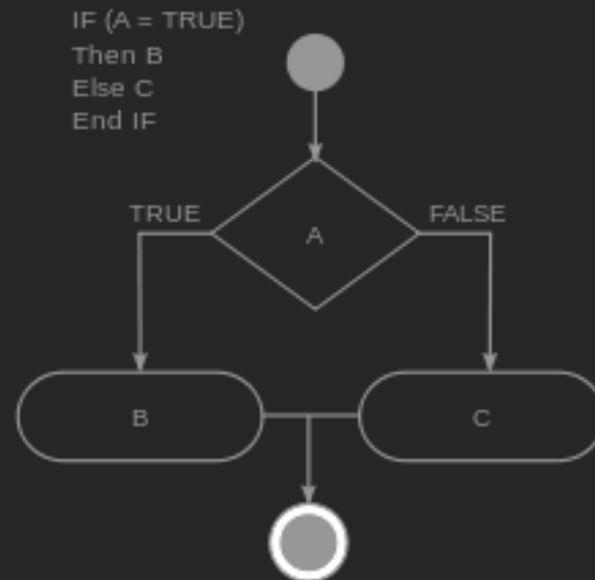 IF (A = TRUE)
Then B
Else C
End IF
TRUE
FALSE
A
B
C